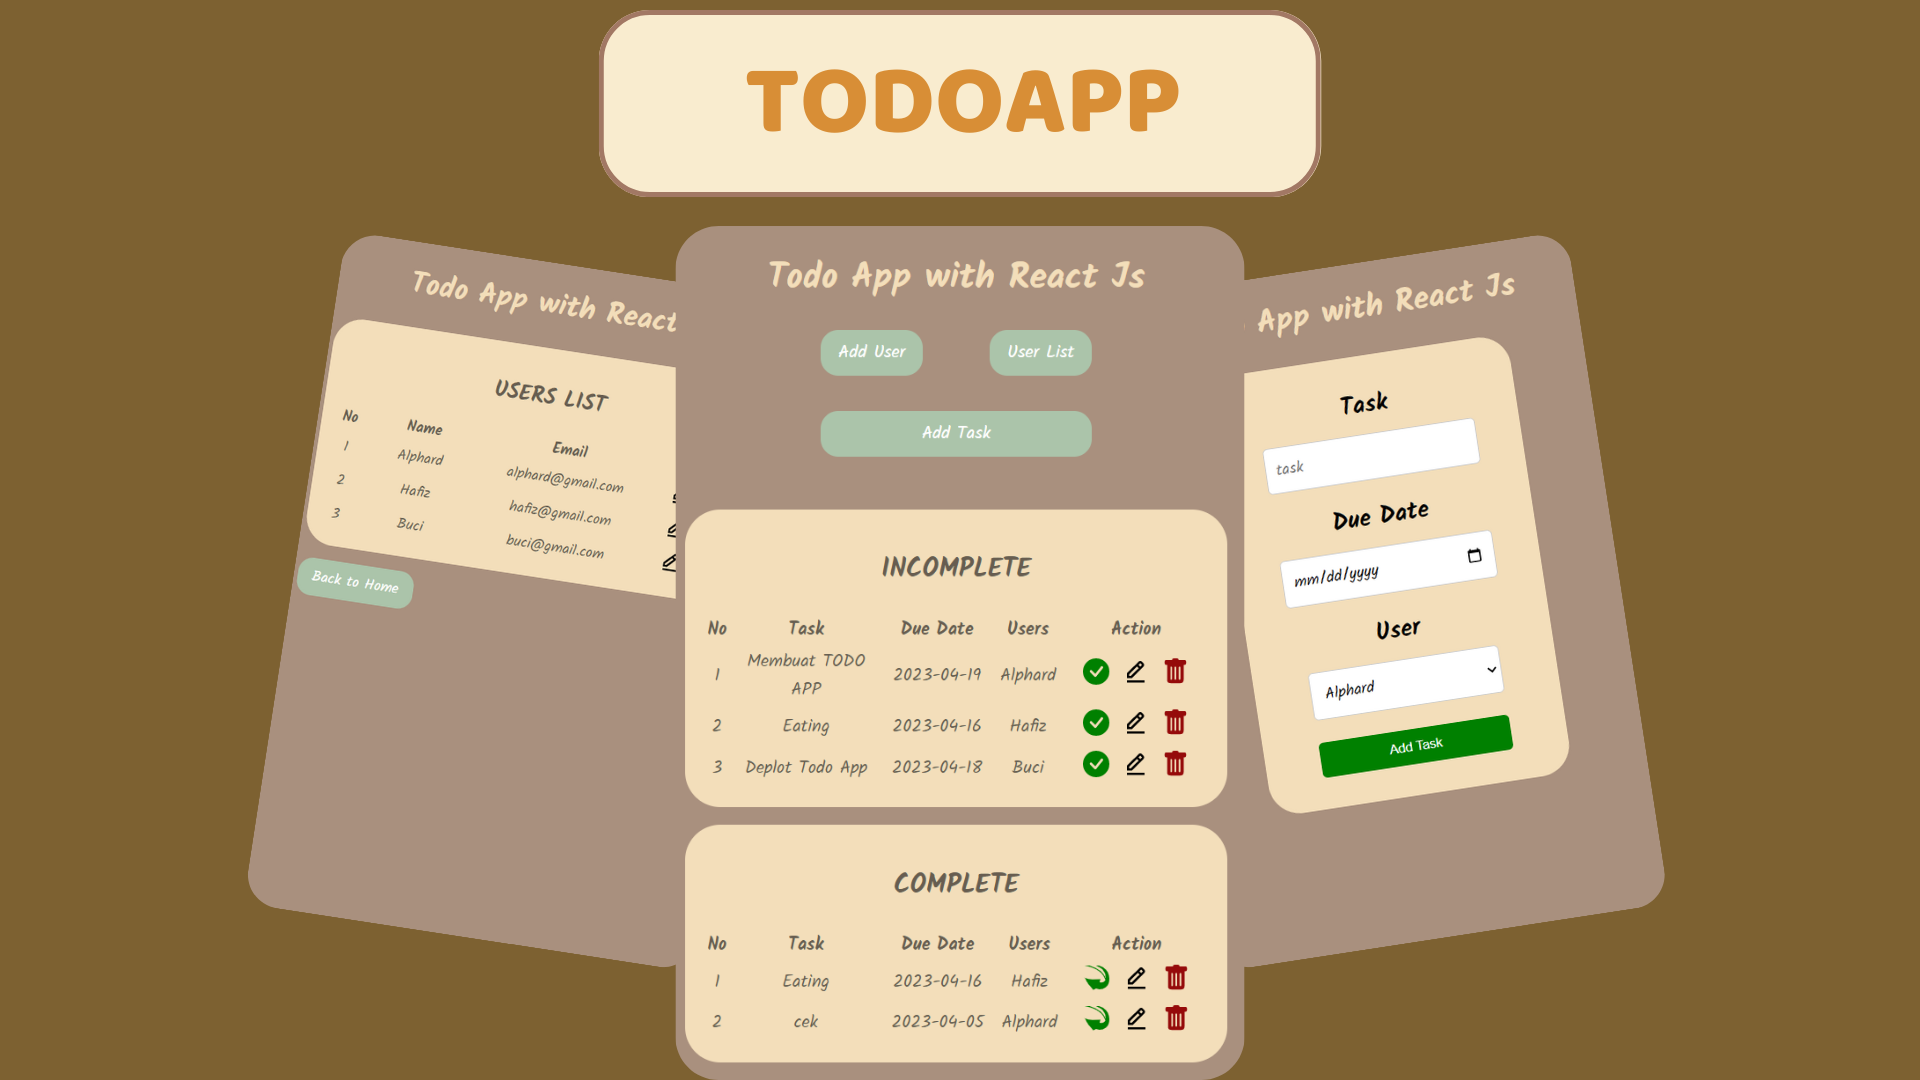 TODOAPP
Todo App with React
USERS LIST
No Name Email
1 Alphard alphard@gmail.com
2 Hafiz hafiz@gmail.com
3 Buci buci@gmail.com
Back to Home
Todo App with React Js
Add User User List
Add Task
INCOMPLETE
No Task Due Date Users Action
1 Membuat TODO APP 2023-04-19 Alphard
2 Eating 2023-04-16 Hafiz
3 Deplot Todo App 2023-04-18 Buci
COMPLETE
No Task Due Date Users Action
1 Eating 2023-04-16 Hafiz
2 cek 2023-04-05 Alphard
App with React Js
Task
task
Due Date
mm/dd/yyyy
User
Alphard
Add Task